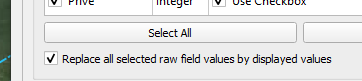 Prive Integer Use Checkbox
Select All
Replace all selected raw field values by displayed values